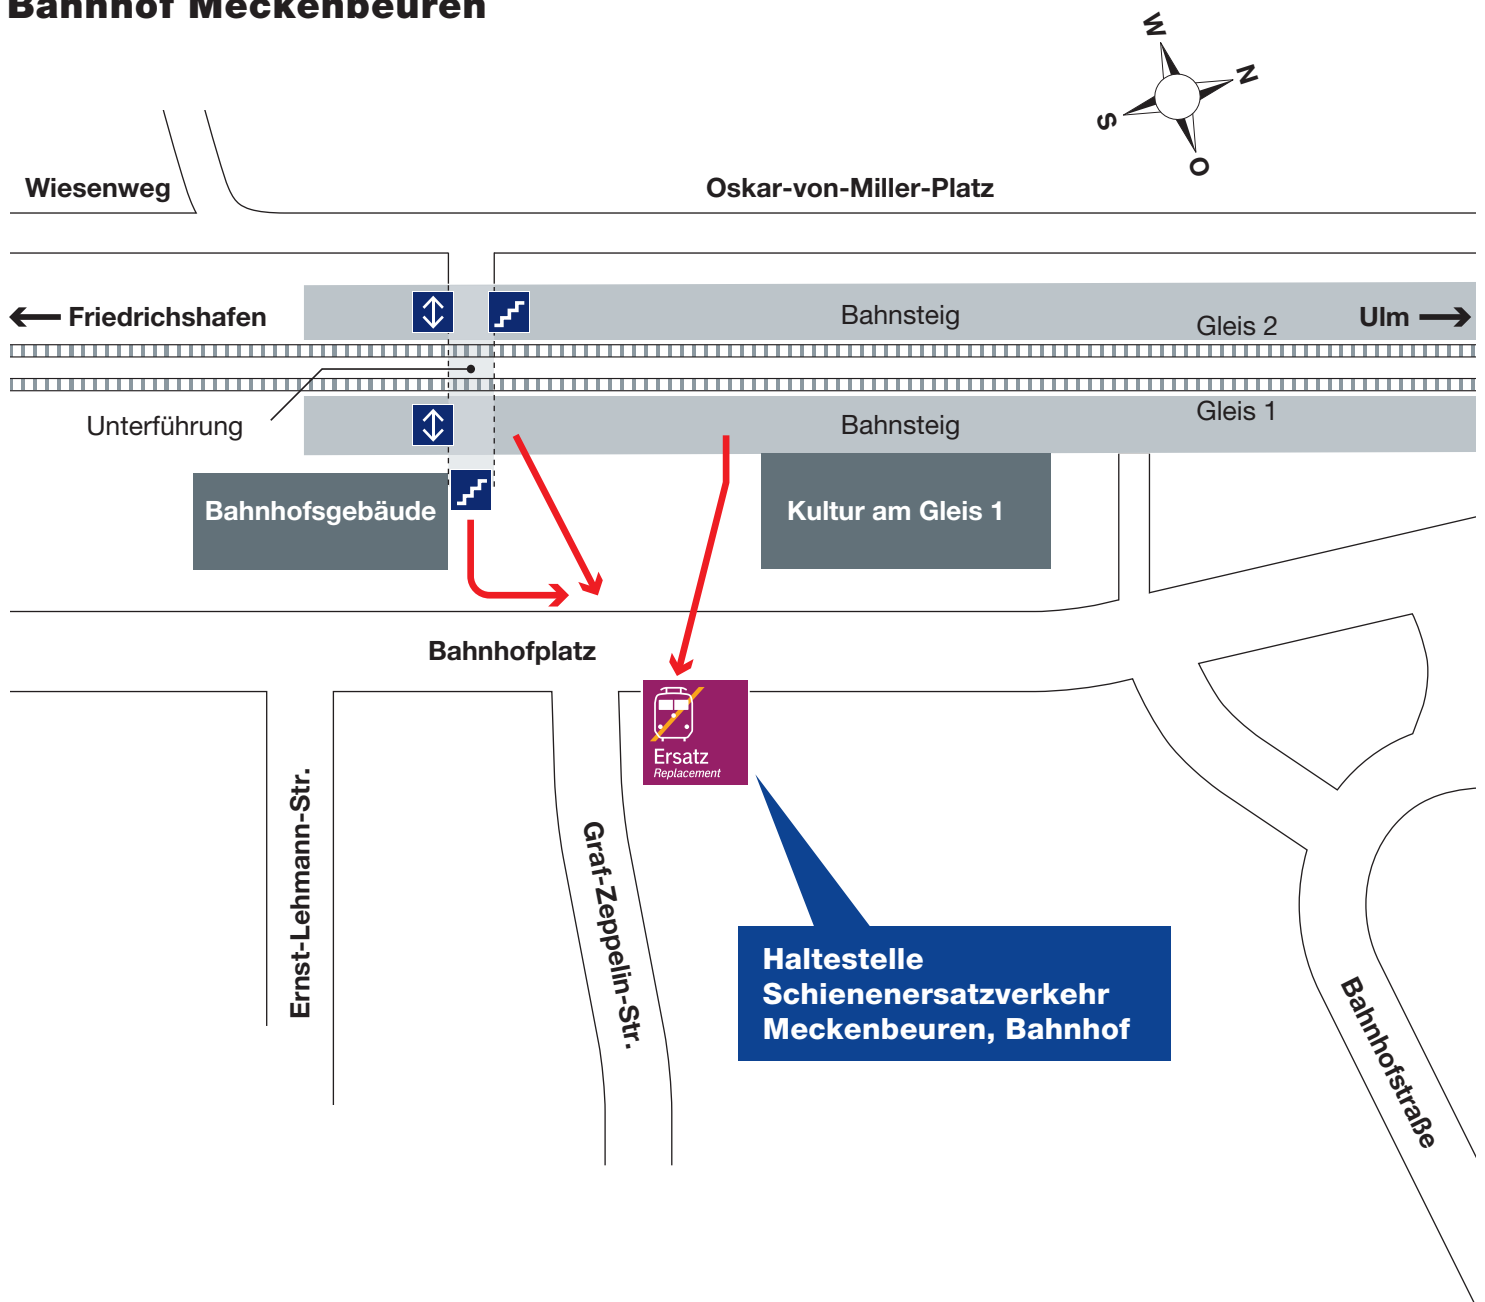 Bahnhof Meckenbeuren
W
N
S
O
Wiesenweg
Oskar-von-Miller-Platz
Friedrichshafen
Bahnsteig
Gleis 2
Ulm
Unterführung
Bahnsteig
Gleis 1
Bahnhofsgebäude
Kultur am Gleis 1
Bahnhofplatz
Ersatz
Replacement
Ernst-Lehmann-Str.
Graf-Zeppelin-Str.
Haltestelle
Schienenersatzverkehr
Meckenbeuren, Bahnhof
Bahnhofstraße